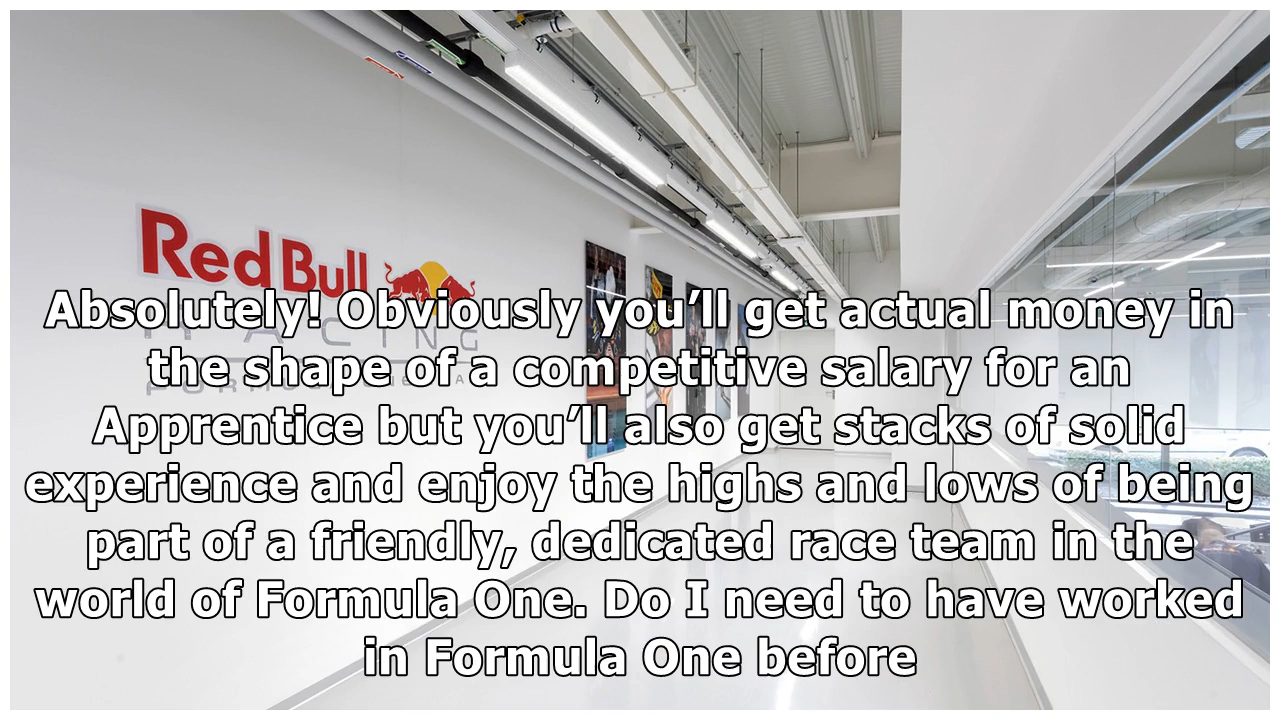 Red Bull
RACING
Absolutely! Obviously you’ll get actual money in
the shape of a competitive salary for an
Apprentice but you’ll also get stacks of solid
experience and enjoy the highs and lows of being
part of a friendly, dedicated race team in the
world of Formula One. Do I need to have worked
in Formula One before